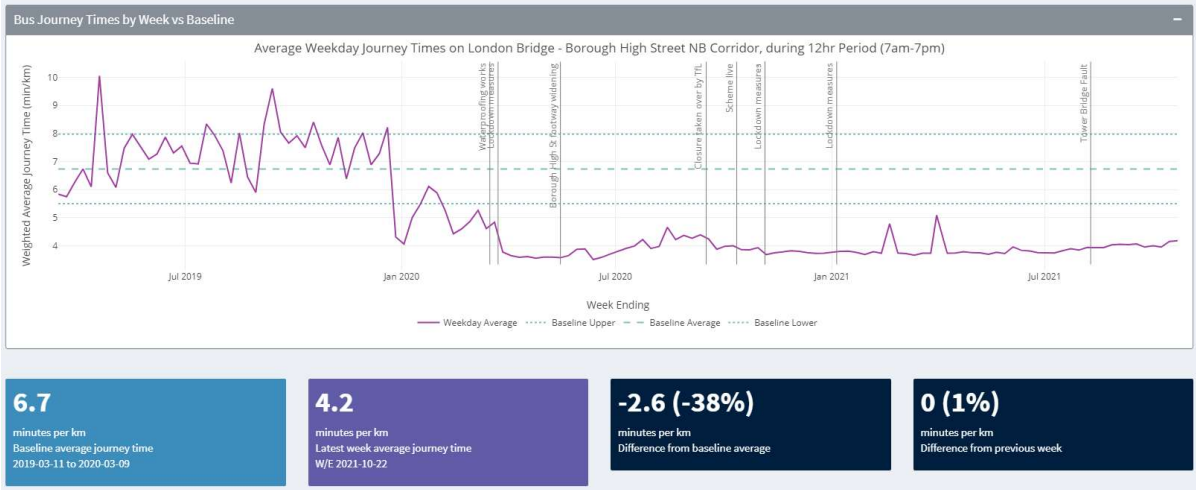 Bus Journey Times by Week vs Baseline
Average Weekday Journey Times on London Bridge - Borough High Street NB Corridor, during 12hr Period (7am-7pm)
Weighted Average Journey Time (min/km)
10
9
8
7
6
5
4
Waterproofing works
Lockdown measures
Borough High St footway widening
Closure taken over by TfL
Scheme live
Lockdown measures
Lockdown measures
Tower Bridge Fault
Jul 2019
Jan 2020
Jul 2020
Jan 2021
Jul 2021
Week Ending
Weekday Average
Baseline Upper
Baseline Average
Baseline Lower
6.7
minutes per km
Baseline average journey time
2019-03-11 to 2020-03-09
4.2
minutes per km
Latest week average journey time
W/E 2021-10-22
-2.6 (-38%)
minutes per km
Difference from baseline average
0 (1%)
minutes per km
Difference from previous week